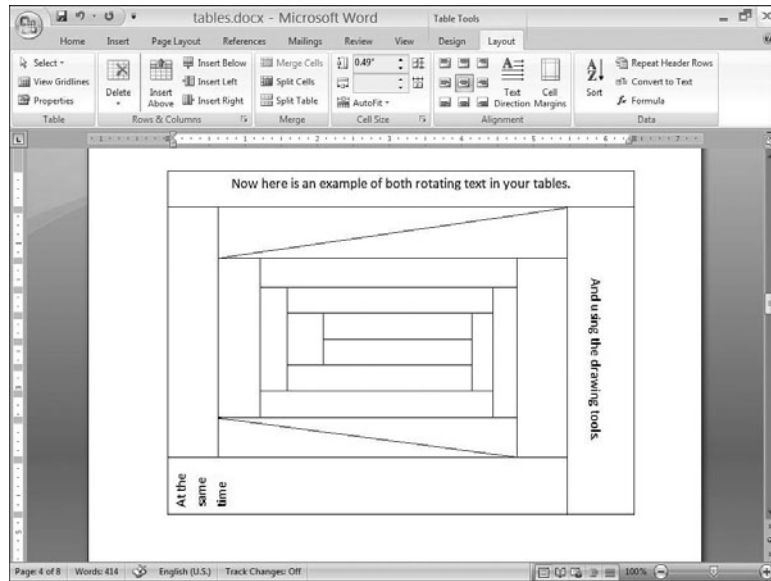 tables.docx - Microsoft Word
Table Tools
Home Insert Page Layout References Mailings Review View Design Layout
Select
View Gridlines
Properties
Table
Delete
Insert Above
Insert Below
Insert Left
Insert Right
Rows & Columns
Merge Cells
Split Cells
Split Table
Merge
0.49"
AutoFit
Cell Size
Text Direction
Cell Margins
Alignment
Sort
Repeat Header Rows
Convert to Text
Formula
Data
Now here is an example of both rotating text in your tables.
And using the drawing tools.
At the
same
time
Page: 4 of 8 Words: 414 English (U.S.) Track Changes: Off 100%